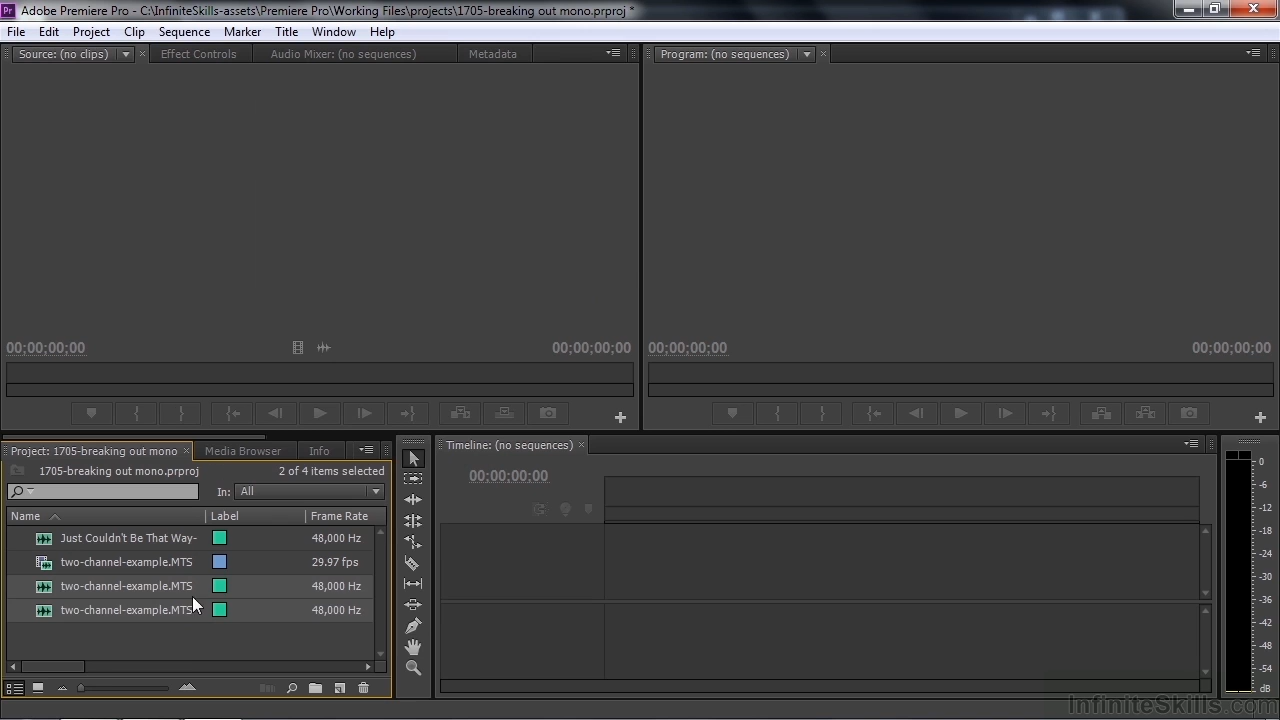 Pr Adobe Premiere Pro - C:\InfiniteSkills-assets\Premiere Pro\Working Files\projects\1705-breaking out mono.prproj *
File Edit Project Clip Sequence Marker Title Window Help
Source: (no clips) Effect Controls Audio Mixer: (no sequences) Metadata Program: (no sequences)
00;00;00;00 00;00;00;00 00;00;00;00 00;00;00;00
Project: 1705-breaking out mono Media Browser Info Timeline: (no sequences)
1705-breaking out mono.prproj 2 of 4 items selected 00;00;00;00
In: All
Name Label Frame Rate
Just Couldn't Be That Way- 48,000 Hz
two-channel-example.MTS 29.97 fps
two-channel-example.MTS 48,000 Hz
two-channel-example.MTS 48,000 Hz
0
-6
-12
-18
-24
-30
-36
-42
-48
-54
dB
InfiniteSkills.com